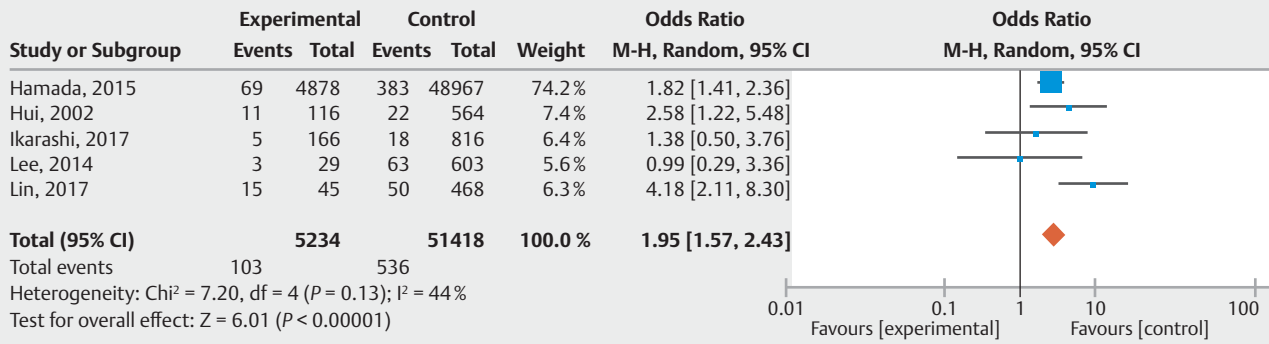 Experimental Control Odds Ratio Odds Ratio
Study or Subgroup Events Total Events Total Weight M-H, Random, 95% CI M-H, Random, 95% CI
Hamada, 2015 69 4878 383 48967 74.2% 1.82 [1.41, 2.36]
Hui, 2002 11 116 22 564 7.4% 2.58 [1.22, 5.48]
Ikarashi, 2017 5 166 18 816 6.4% 1.38 [0.50, 3.76]
Lee, 2014 3 29 63 603 5.6% 0.99 [0.29, 3.36]
Lin, 2017 15 45 50 468 6.3% 4.18 [2.11, 8.30]
Total (95% CI) 5234 51418 100.0 % 1.95 [1.57, 2.43]
Total events 103 536
Heterogeneity: Chi² = 7.20, df = 4 (P = 0.13); I² = 44%
Test for overall effect: Z = 6.01 (P < 0.00001)
0.01 0.1 1 10 100
Favours [experimental] Favours [control]